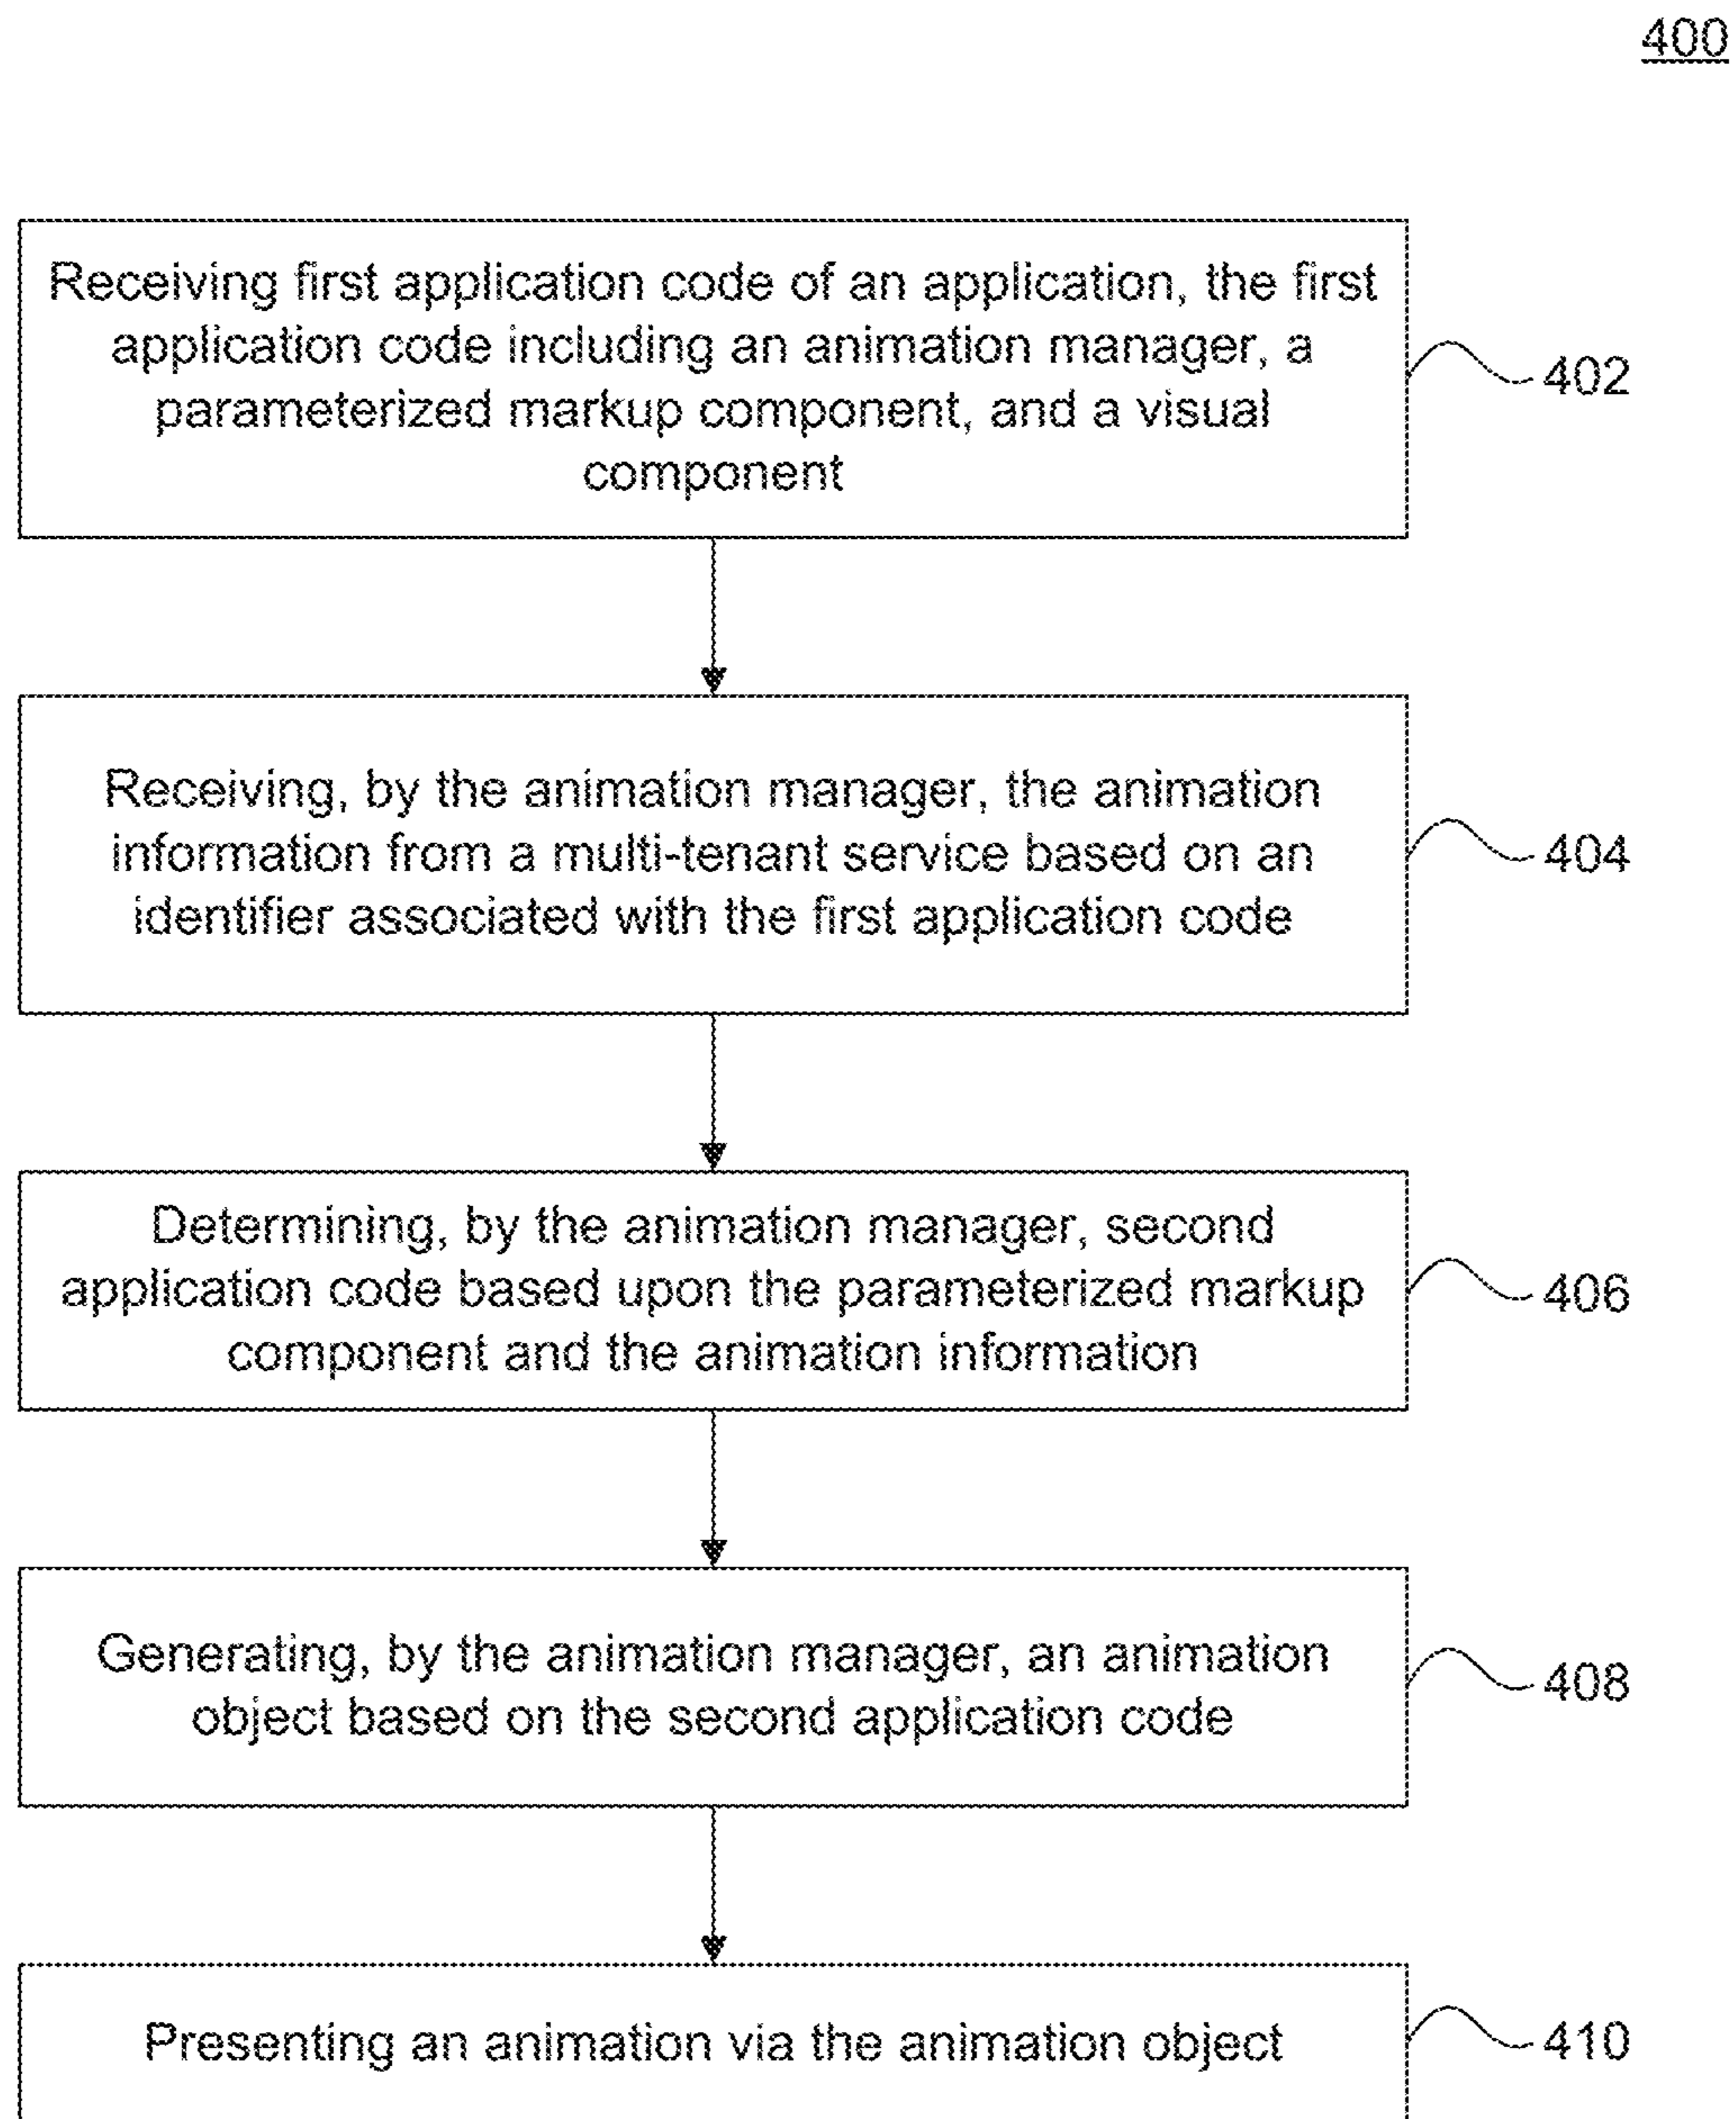 400
Receiving first application code of an application, the first
application code including an animation manager, a
parameterized markup component, and a visual
component
402
Receiving, by the animation manager, the animation
information from a multi-tenant service based on an
identifier associated with the first application code
404
Determining, by the animation manager, second
application code based upon the parameterized markup
component and the animation information
406
Generating, by the animation manager, an animation
object based on the second application code
408
Presenting an animation via the animation object
410